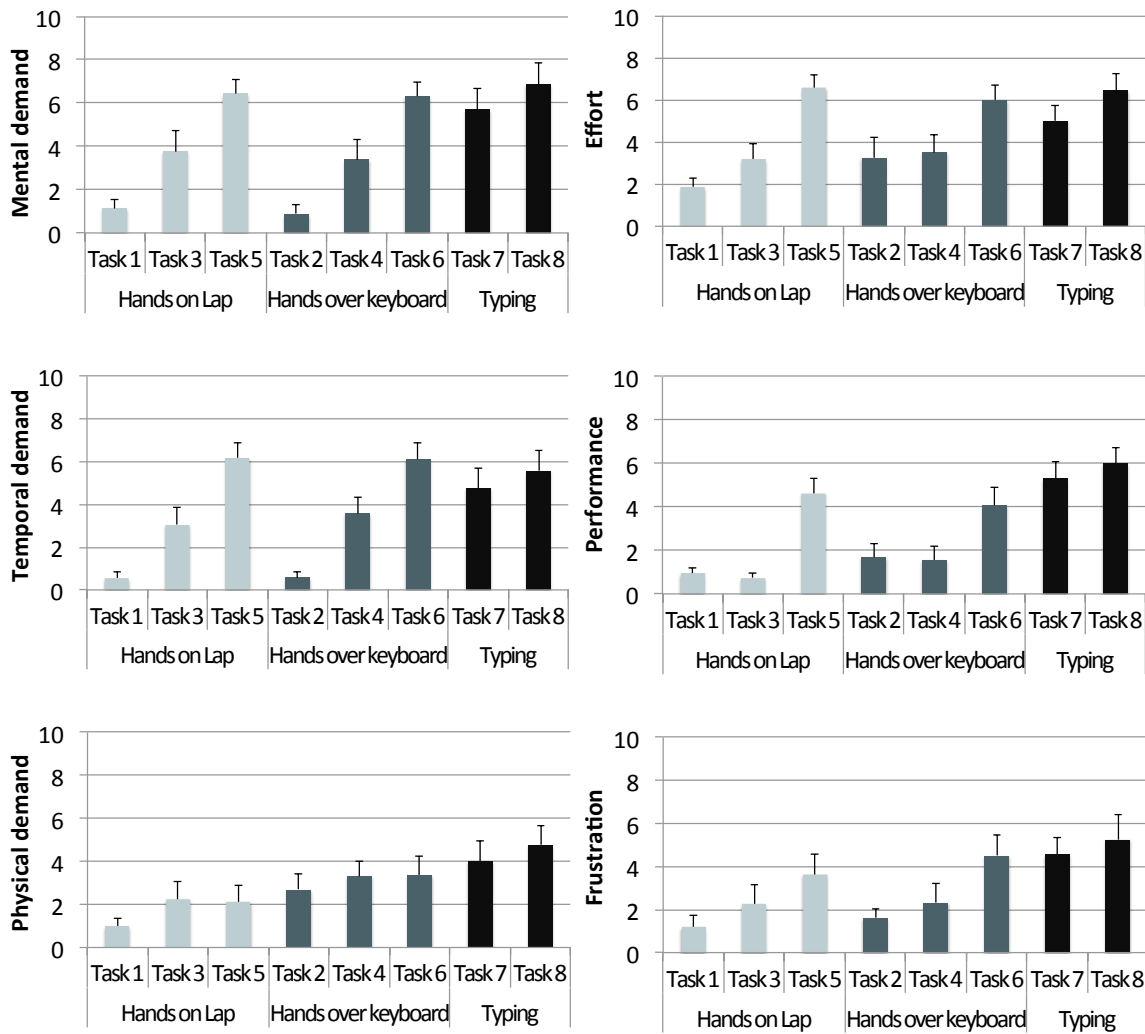 Mental demand
10
8
6
4
2
0
Task 1 Task 3 Task 5 Task 2 Task 4 Task 6 Task 7 Task 8
Hands on Lap Hands over keyboard Typing
Effort
10
8
6
4
2
0
Task 1 Task 3 Task 5 Task 2 Task 4 Task 6 Task 7 Task 8
Hands on Lap Hands over keyboard Typing
Temporal demand
10
8
6
4
2
0
Task 1 Task 3 Task 5 Task 2 Task 4 Task 6 Task 7 Task 8
Hands on Lap Hands over keyboard Typing
Performance
10
8
6
4
2
0
Task 1 Task 3 Task 5 Task 2 Task 4 Task 6 Task 7 Task 8
Hands on Lap Hands over keyboard Typing
Physical demand
10
8
6
4
2
0
Task 1 Task 3 Task 5 Task 2 Task 4 Task 6 Task 7 Task 8
Hands on Lap Hands over keyboard Typing
Frustration
10
8
6
4
2
0
Task 1 Task 3 Task 5 Task 2 Task 4 Task 6 Task 7 Task 8
Hands on Lap Hands over keyboard Typing